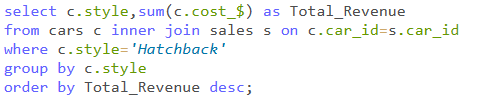 select c.style,sum(c.cost_$) as Total_Revenue
from cars c inner join sales s on c.car_id=s.car_id
where c.style='Hatchback'
group by c.style
order by Total_Revenue desc;